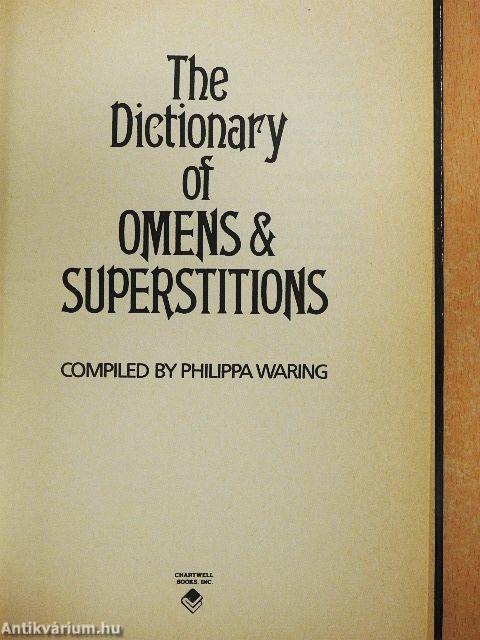 The
Dictionary
of
OMENS &
SUPERSTITIONS
COMPILED BY PHILIPPA WARING
CHARTWELL
BOOKS, INC.
Antikvárium.hu